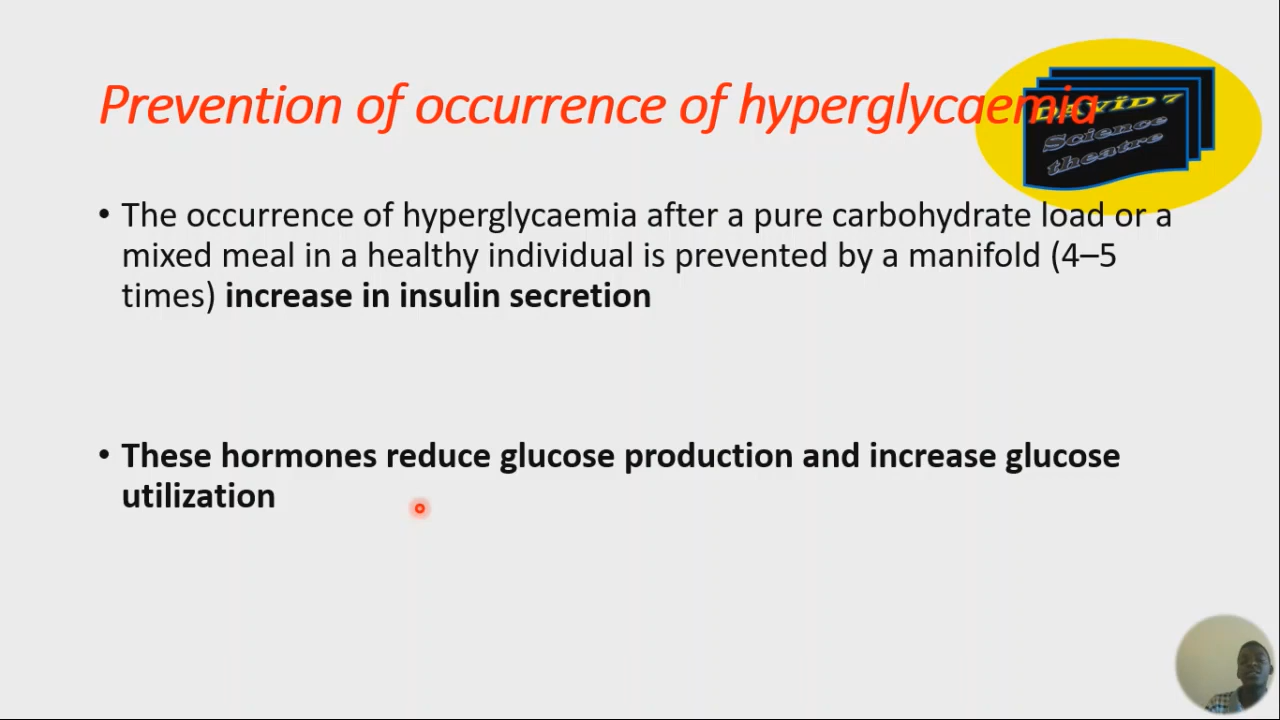 Prevention of occurrence of hyperglycaemia
Science
theatre
• The occurrence of hyperglycaemia after a pure carbohydrate load or a
mixed meal in a healthy individual is prevented by a manifold (4–5
times) increase in insulin secretion
• These hormones reduce glucose production and increase glucose
utilization